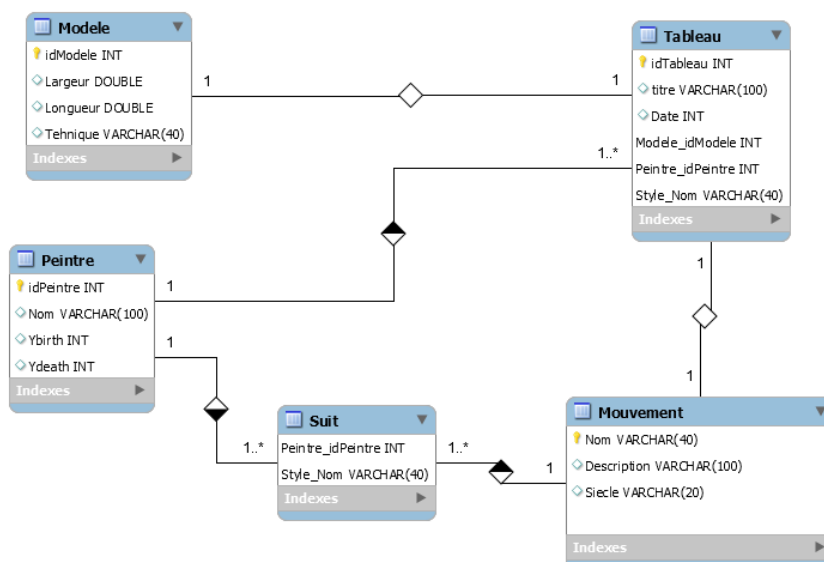 Modele
idModele INT
Largeur DOUBLE
Longueur DOUBLE
Tehnique VARCHAR(40)
Indexes
1
1
Tableau
idTableau INT
titre VARCHAR(100)
Date INT
Modele_idModele INT
Peintre_idPeintre INT
Style_Nom VARCHAR(40)
Indexes
1..*
1
Peintre
idPeintre INT
Nom VARCHAR(100)
Ybirth INT
Ydeath INT
Indexes
1
1
1..*
Suit
Peintre_idPeintre INT
Style_Nom VARCHAR(40)
Indexes
1..*
1
1
1
Mouvement
Nom VARCHAR(40)
Description VARCHAR(100)
Siecle VARCHAR(20)
Indexes